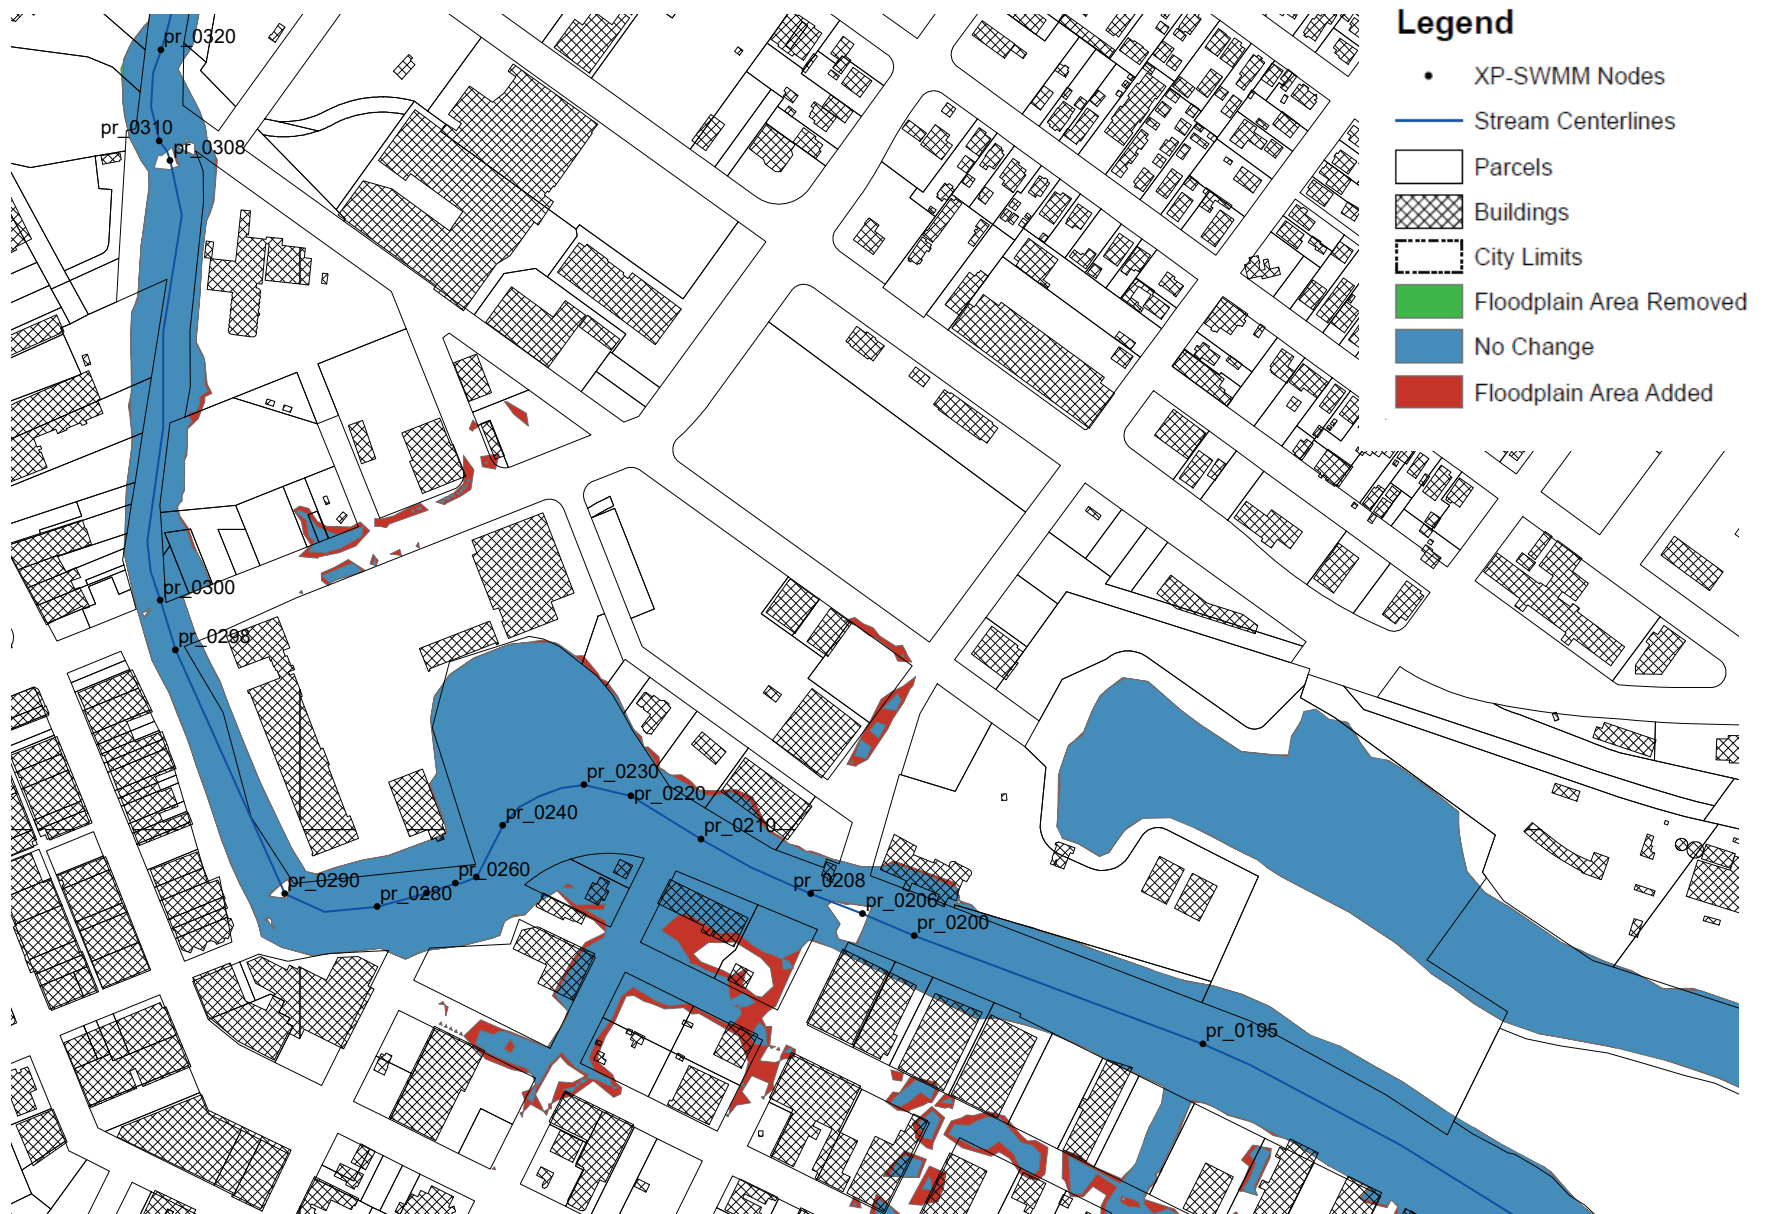 Legend
XP-SWMM Nodes
Stream Centerlines
Parcels
Buildings
City Limits
Floodplain Area Removed
No Change
Floodplain Area Added
pr_0320
pr_0310
pr_0308
pr_0300
pr_0298
pr_0230
pr_0220
pr_0240
pr_0210
pr_0260
pr_0290
pr_0280
pr_0208
pr_0206
pr_0200
pr_0195